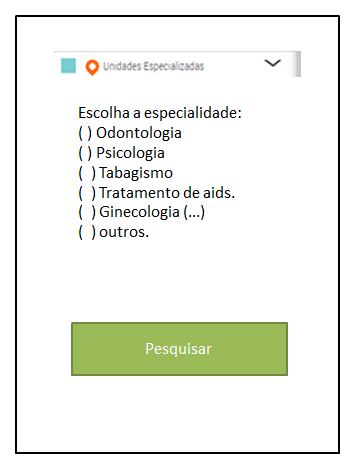 Unidades Especializadas
Escolha a especialidade:
( ) Odontologia
( ) Psicologia
(  ) Tabagismo
(  ) Tratamento de aids.
(  ) Ginecologia (...)
(  ) outros.
Pesquisar